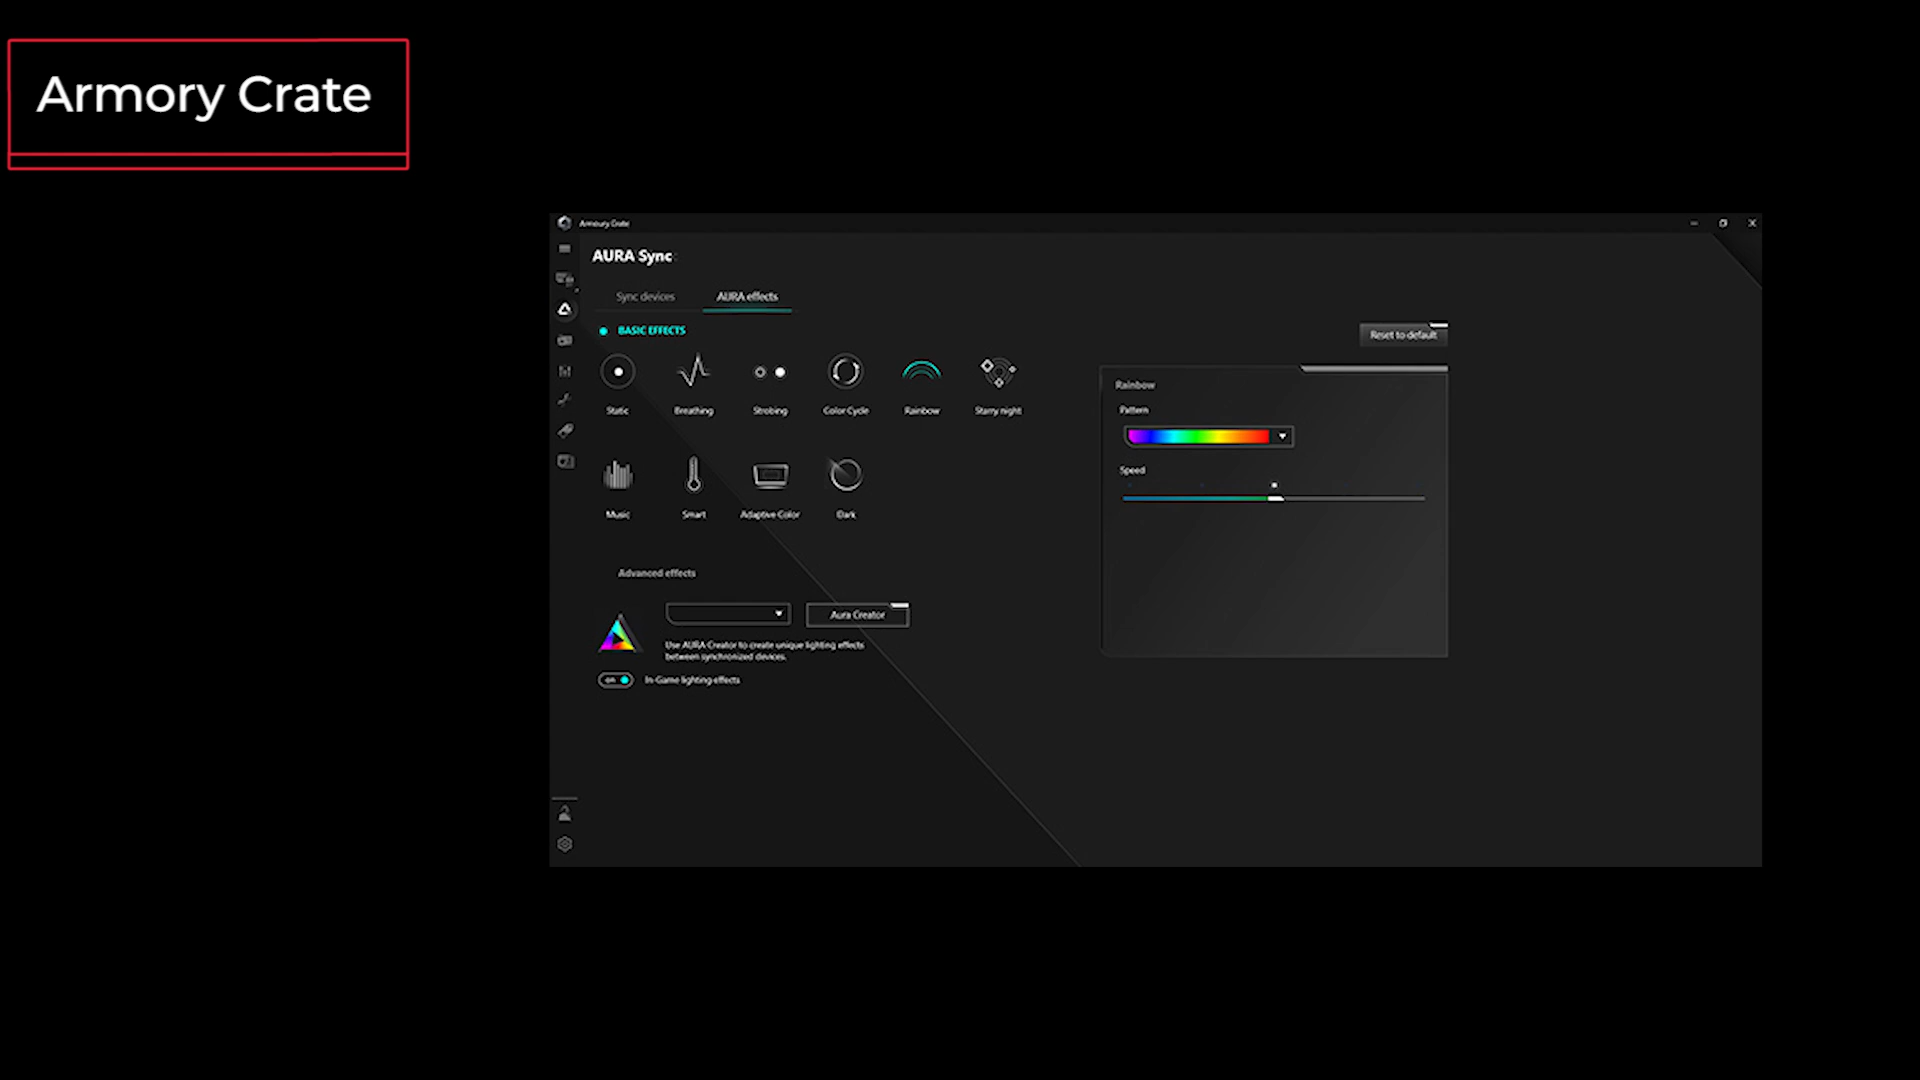 Armory Crate
Armoury Crate
AURA Sync
Sync devices
AURA effects
BASIC EFFECTS
Reset to default
Static
Breathing
Strobing
Color Cycle
Rainbow
Starry night
Rainbow
Pattern
Speed
Music
Smart
Adaptive Color
Dark
Advanced effects
Aura Creator
Use AURA Creator to create unique lighting effects
between synchronized devices.
on
In-Game lighting effects